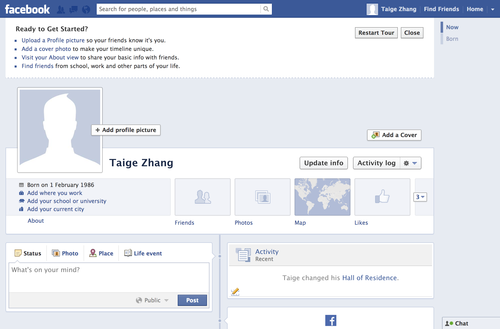 facebook
Search for people, places and things
Taige Zhang Find Friends Home
Now
Born
Ready to Get Started?
Restart Tour Close
• Upload a Profile picture so your friends know it's you.
• Add a cover photo to make your timeline unique.
• Visit your About view to share your basic info with friends.
• Find friends from school, work and other parts of your life.
+ Add profile picture
Add a Cover
Taige Zhang
Update info Activity log
Born on 1 February 1986
Add where you work
Add your school or university
Add your current city
About
Friends Photos Map Likes
3
Status Photo Place Life event
What's on your mind?
Public Post
Activity
Recent
Taige changed his Hall of Residence.
Chat